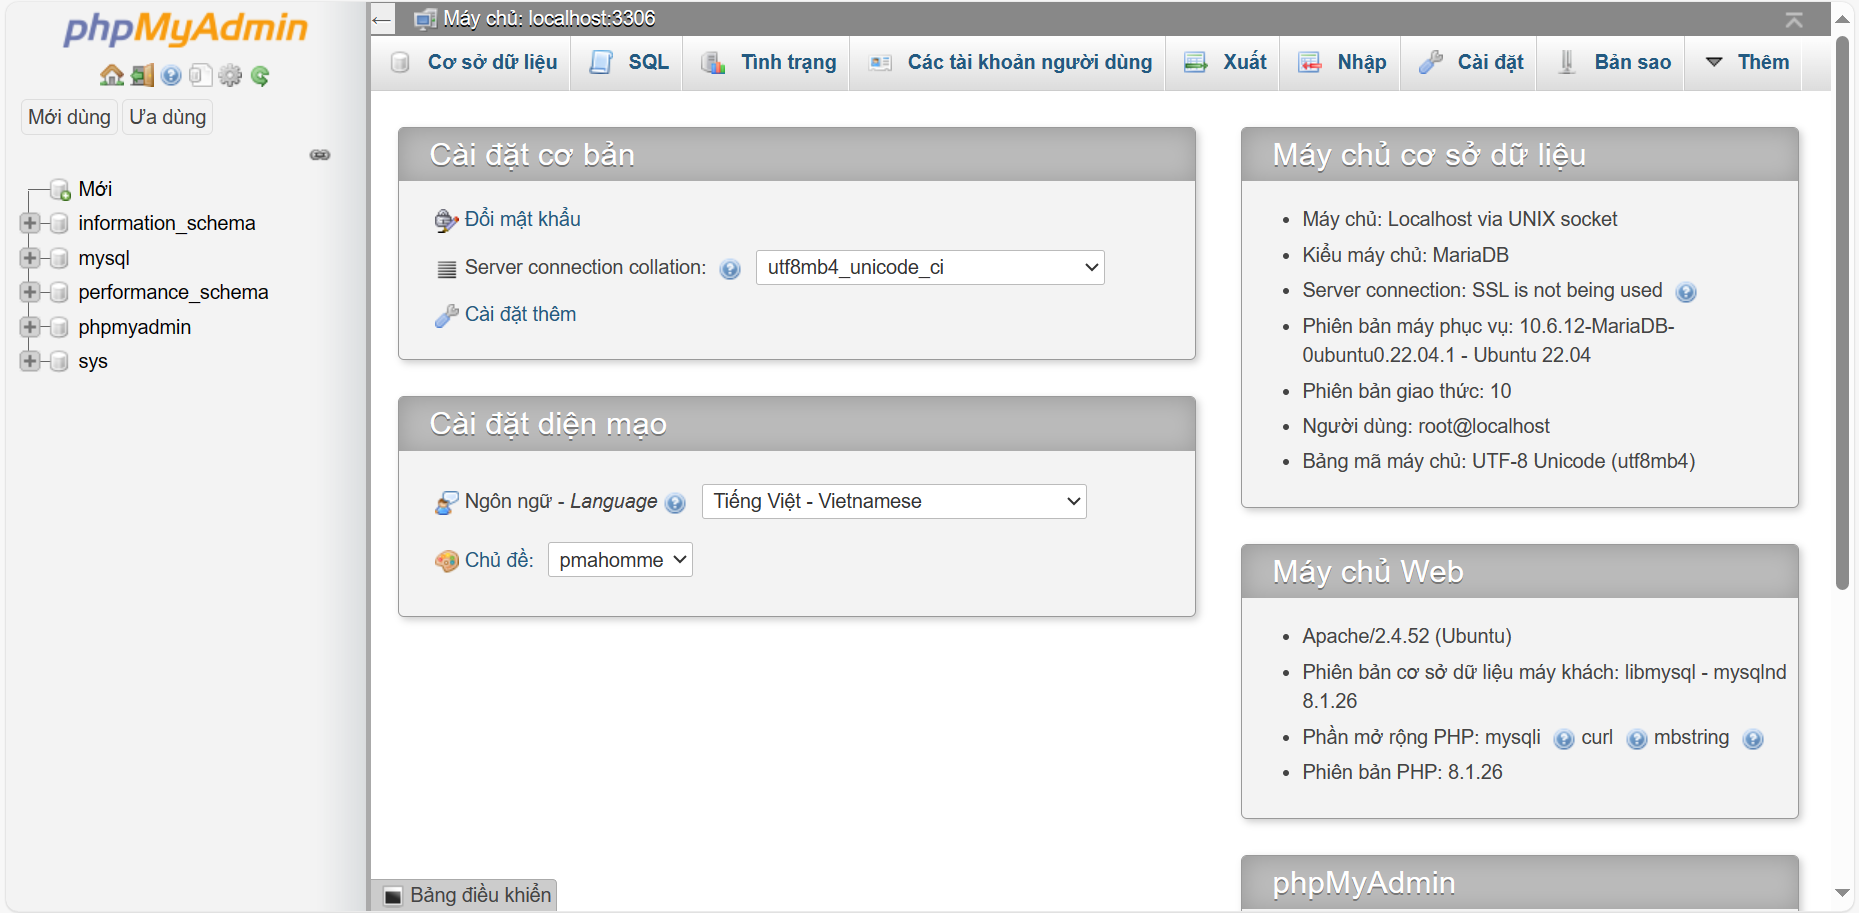 phpMyAdmin
Mới dùng
Ưa dùng
Mới
information_schema
mysql
performance_schema
phpmyadmin
sys
Máy chủ: localhost:3306
Cơ sở dữ liệu
SQL
Tình trạng
Các tài khoản người dùng
Xuất
Nhập
Cài đặt
Bản sao
Thêm
Cài đặt cơ bản
Đổi mật khẩu
Server connection collation: utf8mb4_unicode_ci
Cài đặt thêm
Cài đặt diện mạo
Ngôn ngữ - Language Tiếng Việt - Vietnamese
Chủ đề: pmahomme
Máy chủ cơ sở dữ liệu
Máy chủ: Localhost via UNIX socket
Kiểu máy chủ: MariaDB
Server connection: SSL is not being used
Phiên bản máy phục vụ: 10.6.12-MariaDB-
0ubuntu0.22.04.1 - Ubuntu 22.04
Phiên bản giao thức: 10
Người dùng: root@localhost
Bảng mã máy chủ: UTF-8 Unicode (utf8mb4)
Máy chủ Web
Apache/2.4.52 (Ubuntu)
Phiên bản cơ sở dữ liệu máy khách: libmysql - mysqlnd
8.1.26
Phần mở rộng PHP: mysqli curl mbstring
Phiên bản PHP: 8.1.26
phpMyAdmin
Bảng điều khiển